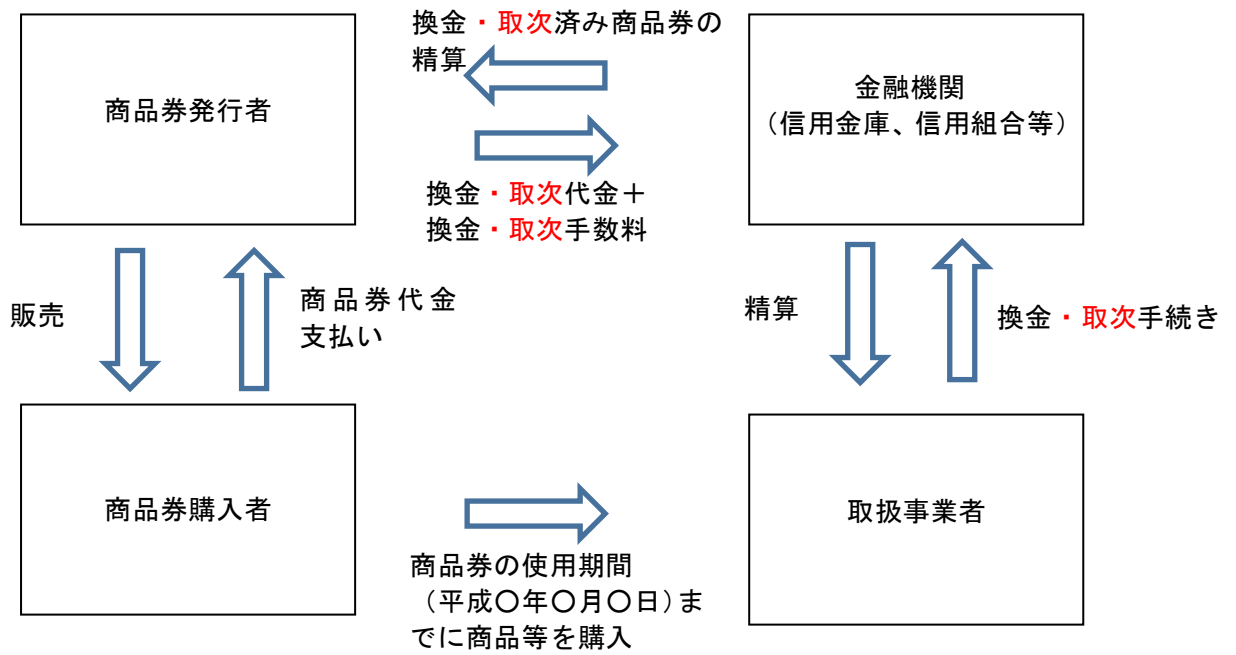 換金・取次済み商品券の
精算
商品券発行者
金融機関
（信用金庫、信用組合等）
換金・取次代金＋
換金・取次手数料
販売
商品券代金
支払い
精算
換金・取次手続き
商品券購入者
取扱事業者
商品券の使用期間
（平成〇年〇月〇日）ま
でに商品等を購入